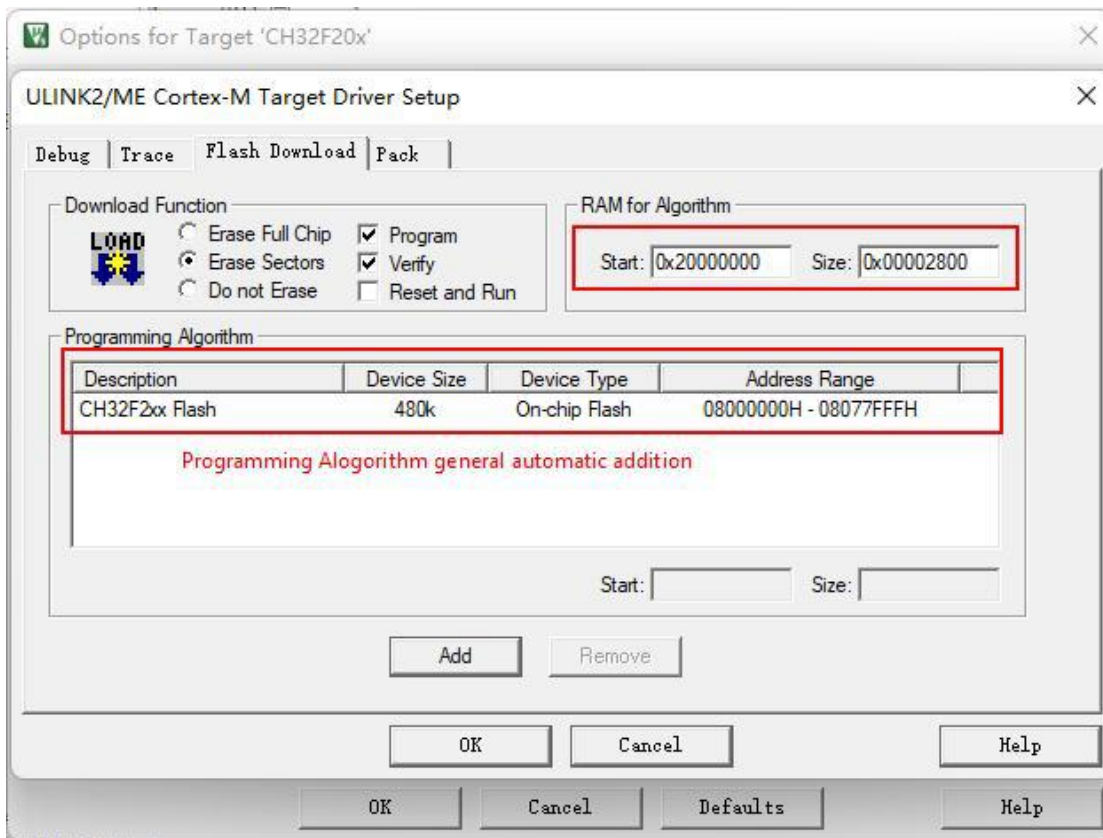 Options for Target 'CH32F20x'
ULINK2/ME Cortex-M Target Driver Setup
Debug Trace Flash Download Pack
Download Function
LOAD
Erase Full Chip
Erase Sectors
Do not Erase
Program
Verify
Reset and Run
RAM for Algorithm
Start: 0x20000000 Size: 0x00002800
Programming Algorithm
Description Device Size Device Type Address Range
CH32F2xx Flash 480k On-chip Flash 08000000H - 08077FFFH
Programming Alogorithm general automatic addition
Start: Size:
Add Remove
OK Cancel Help
OK Cancel Defaults Help